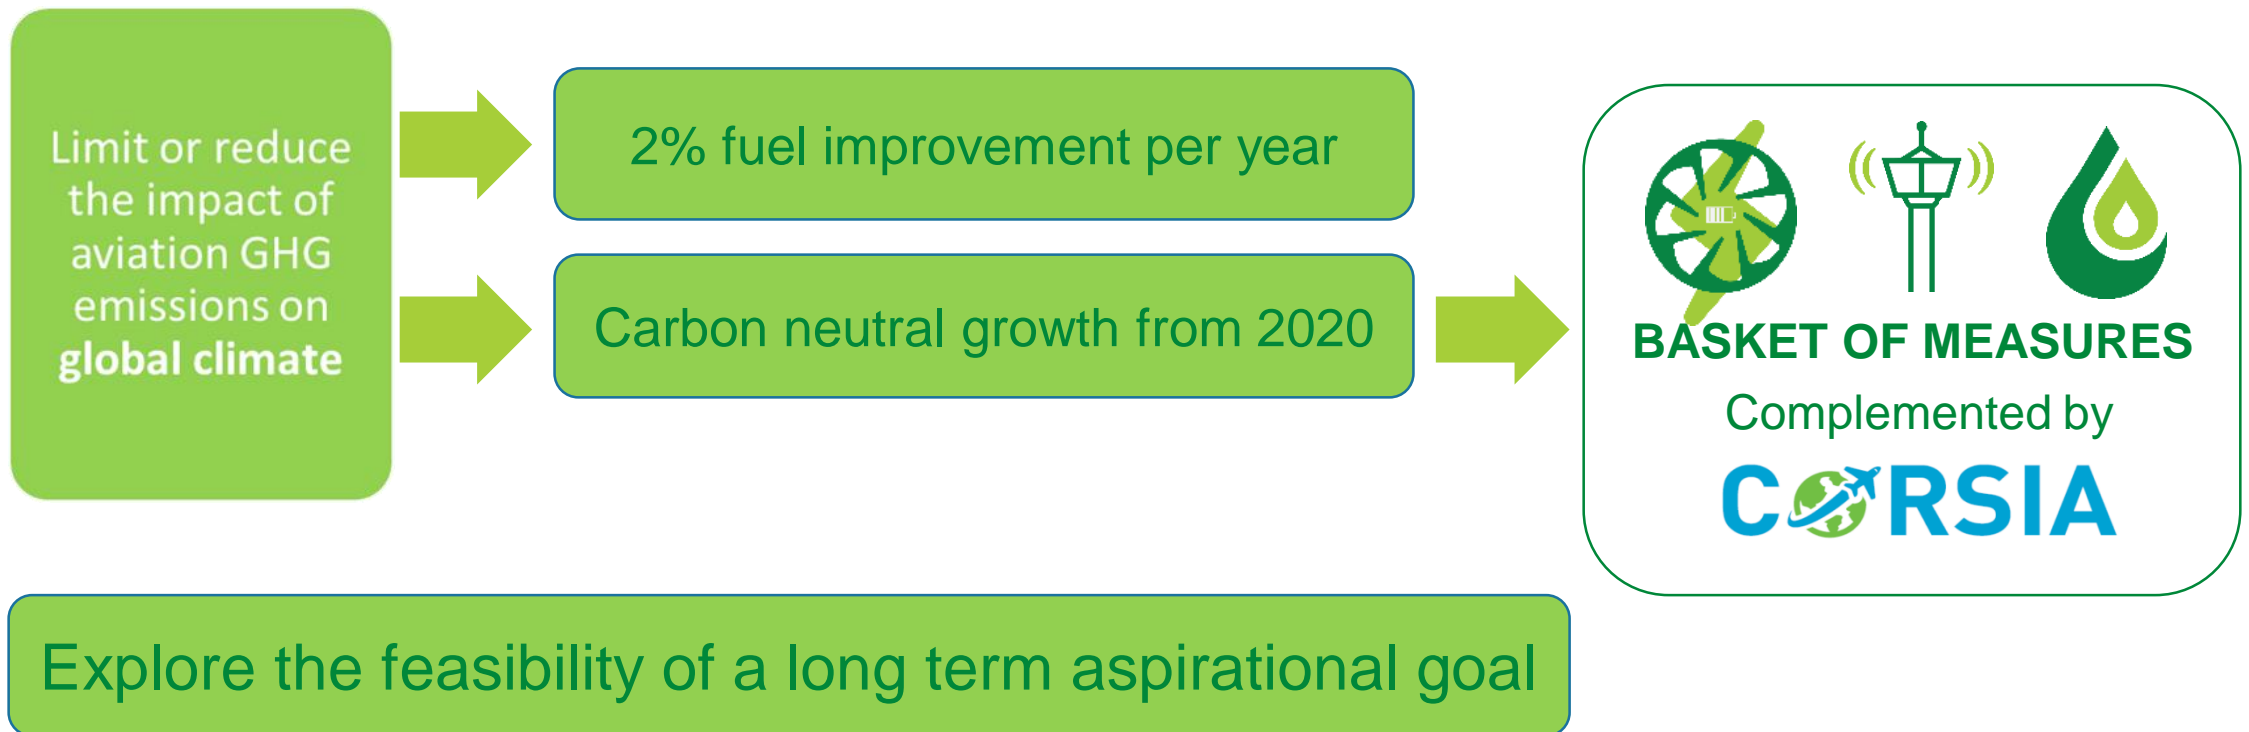 Limit or reduce
the impact of
aviation GHG
emissions on
global climate
2% fuel improvement per year
Carbon neutral growth from 2020
BASKET OF MEASURES
Complemented by
CORSIA
Explore the feasibility of a long term aspirational goal